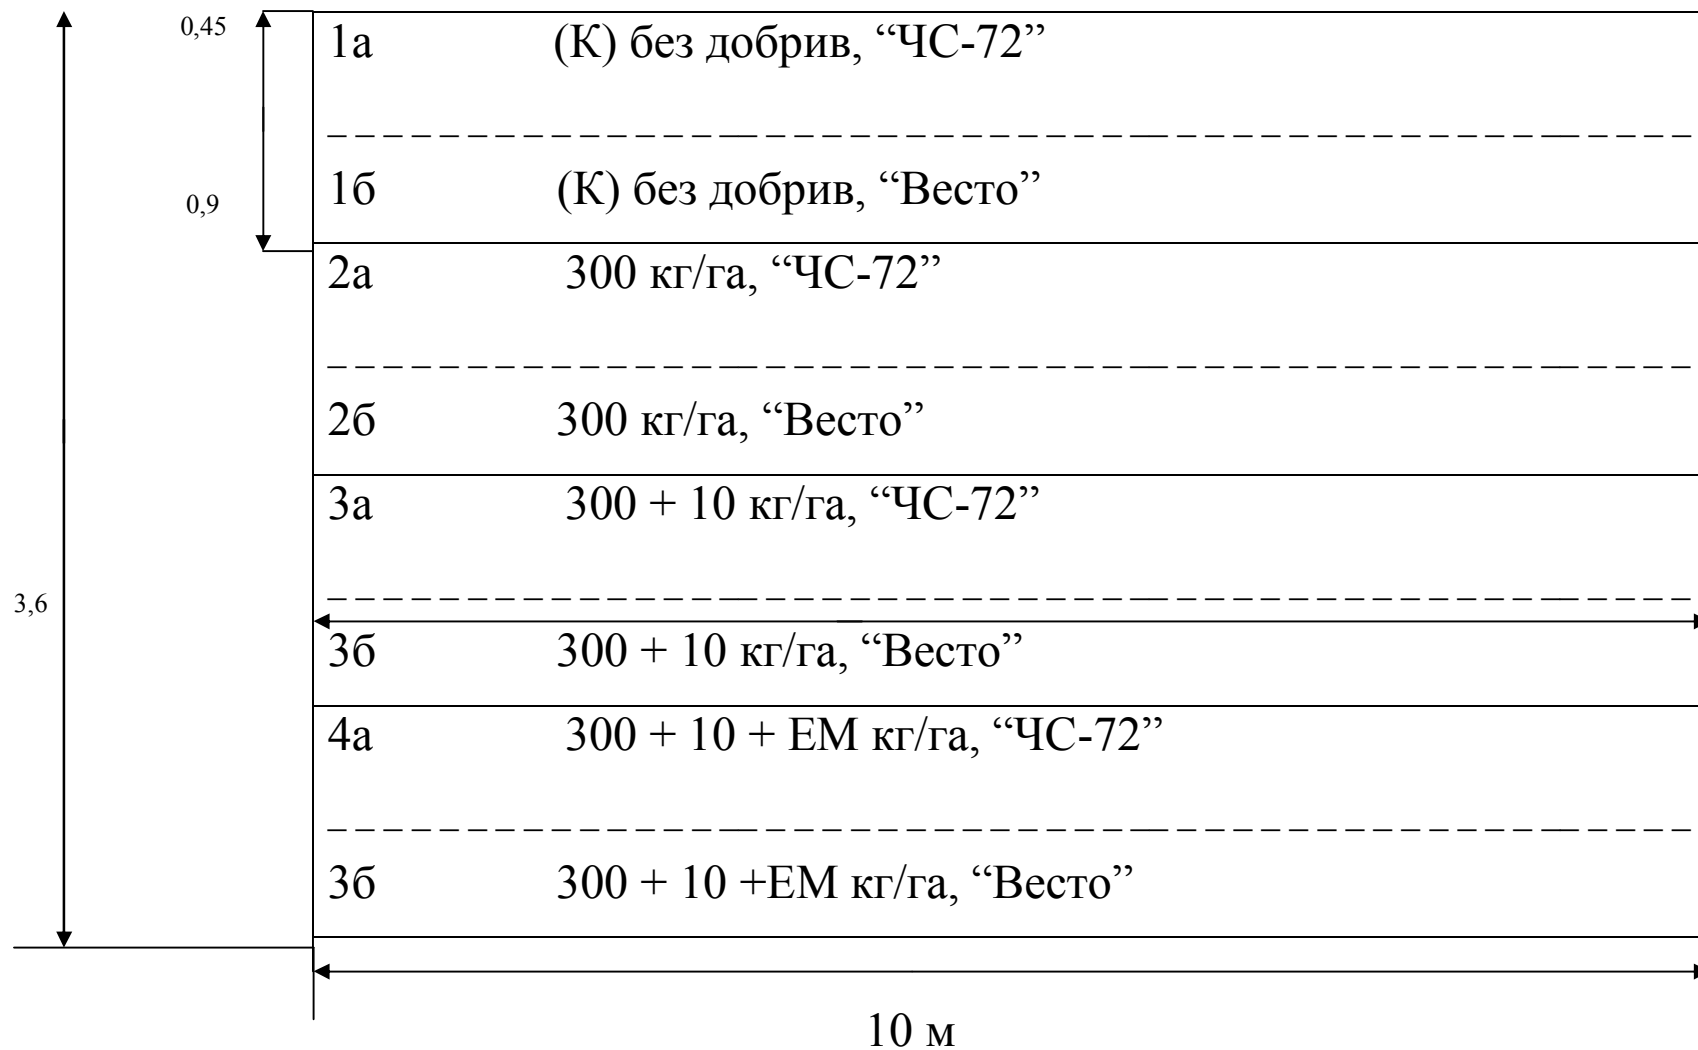 0,45
1а (К) без добрив, “ЧС-72”
1б (К) без добрив, “Весто”
0,9
2а 300 кг/га, “ЧС-72”
2б 300 кг/га, “Весто”
3а 300 + 10 кг/га, “ЧС-72”
3,6
3б 300 + 10 кг/га, “Весто”
4а 300 + 10 + ЕМ кг/га, “ЧС-72”
3б 300 + 10 +ЕМ кг/га, “Весто”
10 м